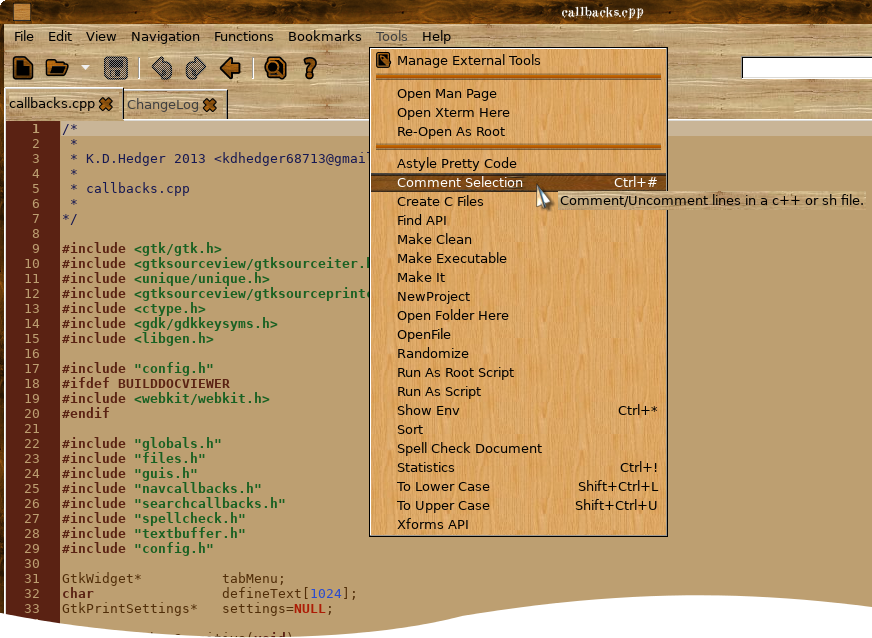 callbacks.cpp
File Edit View Navigation Functions Bookmarks Tools Help
callbacks.cpp ChangeLog
Manage External Tools
Open Man Page
Open Xterm Here
Re-Open As Root
Astyle Pretty Code
Comment Selection Ctrl+#
Comment/Uncomment lines in a c++ or sh file.
Create C Files
Find API
Make Clean
Make Executable
Make It
NewProject
Open Folder Here
OpenFile
Randomize
Run As Root Script
Run As Script
Show Env Ctrl+*
Sort
Spell Check Document
Statistics Ctrl+!
To Lower Case Shift+Ctrl+L
To Upper Case Shift+Ctrl+U
Xforms API
1 /*
2 *
3 * K.D.Hedger 2013 <kdhedger68713@gmail
4 *
5 * callbacks.cpp
6 *
7 */
8
9 #include <gtk/gtk.h>
10 #include <gtksourceview/gtksourceiter.h
11 #include <unique/unique.h>
12 #include <gtksourceview/gtksourceprint
13 #include <ctype.h>
14 #include <gdk/gdkkeysyms.h>
15 #include <libgen.h>
16
17 #include "config.h"
18 #ifdef BUILDDOCVIEWER
19 #include <webkit/webkit.h>
20 #endif
21
22 #include "globals.h"
23 #include "files.h"
24 #include "guis.h"
25 #include "navcallbacks.h"
26 #include "searchcallbacks.h"
27 #include "spellcheck.h"
28 #include "textbuffer.h"
29 #include "config.h"
30
31 GtkWidget* tabMenu;
32 char defineText[1024];
33 GtkPrintSettings* settings=NULL;